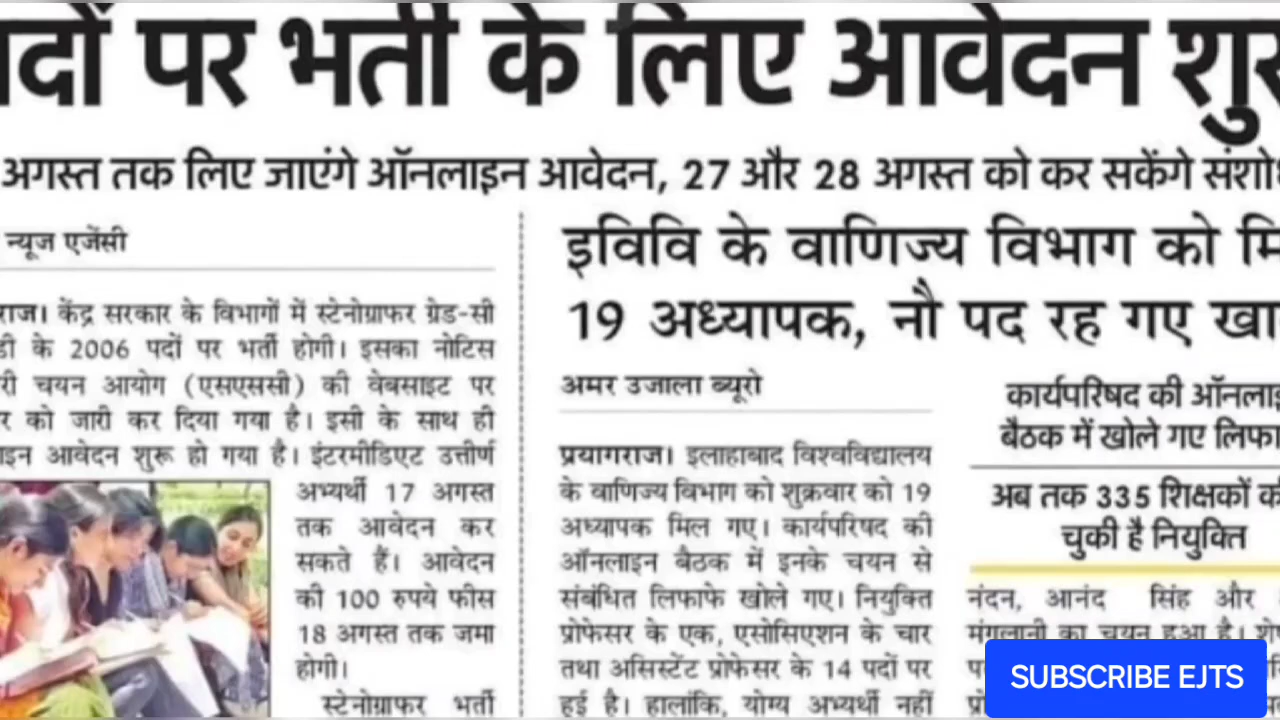 पदों पर भर्ती के लिए आवेदन शुरू
अगस्त तक लिए जाएंगे ऑनलाइन आवेदन, 27 और 28 अगस्त को कर सकेंगे
न्यूज एजेंसी
केंद्र सरकार के विभागों में स्टेनोग्राफर ग्रेड-सी
के 2006 पदों पर भर्ती होगी। इसका नोटिस
चयन आयोग (एसएससी) की वेबसाइट पर
को जारी कर दिया गया है। इसी के साथ ही
आवेदन शुरू हो गया है। इंटरमीडिएट उत्तीर्ण
अभ्यर्थी 17 अगस्त
तक आवेदन कर
सकते हैं। आवेदन
की 100 रुपये फीस
18 अगस्त तक जमा
होगी।
स्टेनोग्राफर भर्ती
इविवि के वाणिज्य विभाग को
19 अध्यापक, नौ पद रह गए
अमर उजाला ब्यूरो
प्रयागराज। इलाहाबाद विश्वविद्यालय
के वाणिज्य विभाग को शुक्रवार को 19
अध्यापक मिल गए। कार्यपरिषद की
ऑनलाइन बैठक में इनके चयन से
संबंधित लिफाफे खोले गए। नियुक्ति
प्रोफेसर के एक, एसोसिएशन के चार
तथा असिस्टेंट प्रोफेसर के 14 पदों पर
हुई है। हालांकि, योग्य अभ्यर्थी नहीं
कार्यपरिषद की
बैठक में खोले गए
अब तक 335 शिक्षकों की
चुकी है नियुक्ति
नंदन, आनंद सिंह और
मंगलानी का चयन हुआ है।
SUBSCRIBE EJTS